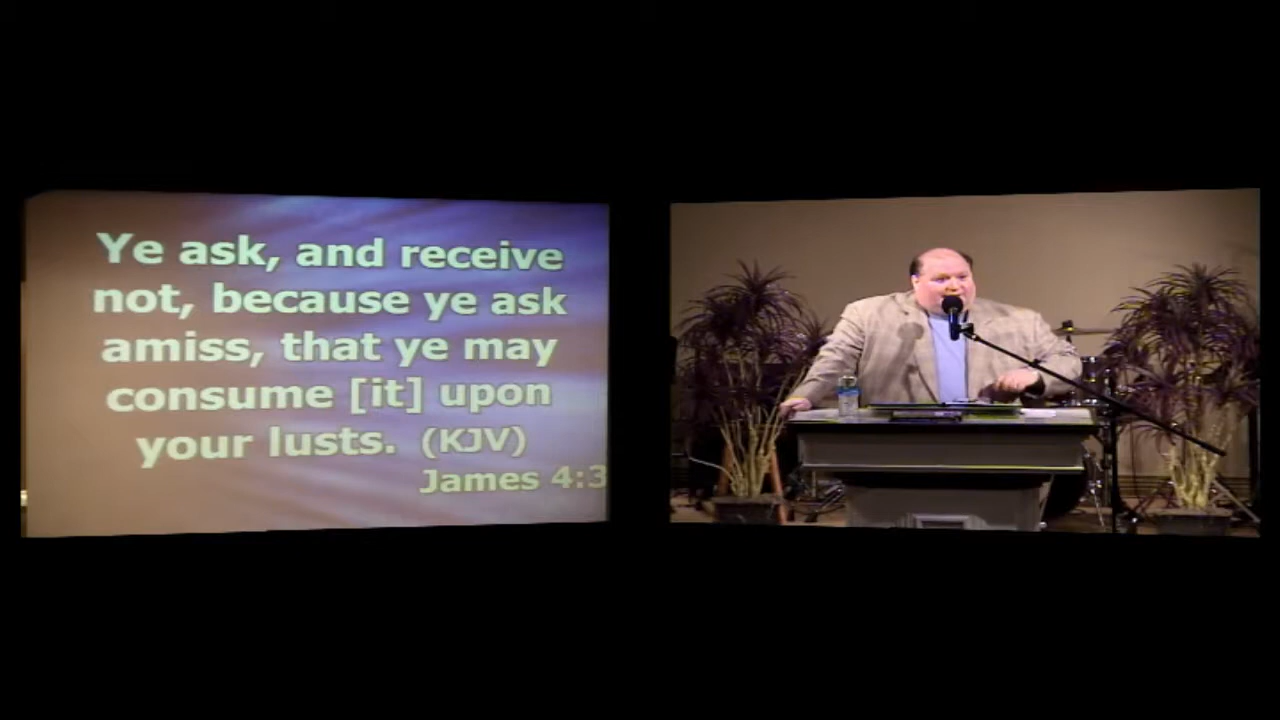 Ye ask, and receive
not, because ye ask
amiss, that ye may
consume [it] upon
your lusts. (KJV)
James 4:3